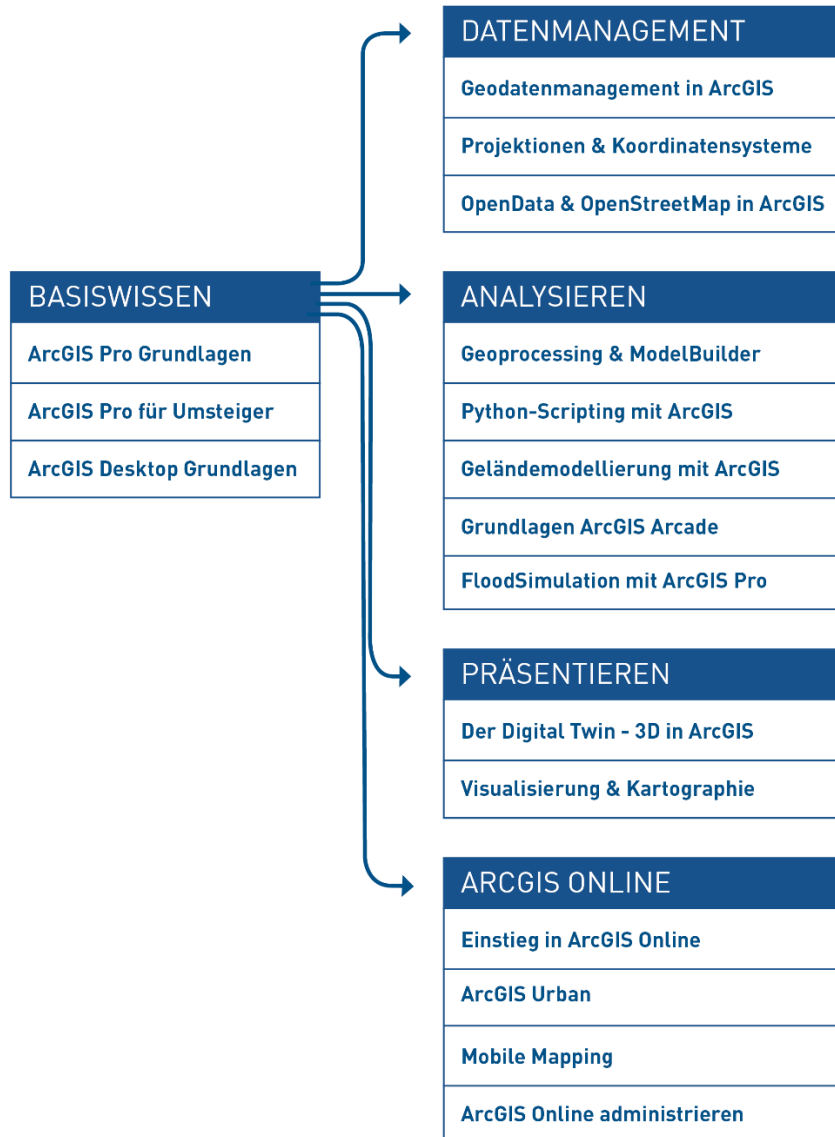 BASISWISSEN
ArcGIS Pro Grundlagen
ArcGIS Pro für Umsteiger
ArcGIS Desktop Grundlagen
DATENMANAGEMENT
Geodatenmanagement in ArcGIS
Projektionen & Koordinatensysteme
OpenData & OpenStreetMap in ArcGIS
ANALYSIEREN
Geoprocessing & ModelBuilder
Python-Scripting mit ArcGIS
Geländemodellierung mit ArcGIS
Grundlagen ArcGIS Arcade
FloodSimulation mit ArcGIS Pro
PRÄSENTIEREN
Der Digital Twin - 3D in ArcGIS
Visualisierung & Kartographie
ARCGIS ONLINE
Einstieg in ArcGIS Online
ArcGIS Urban
Mobile Mapping
ArcGIS Online administrieren